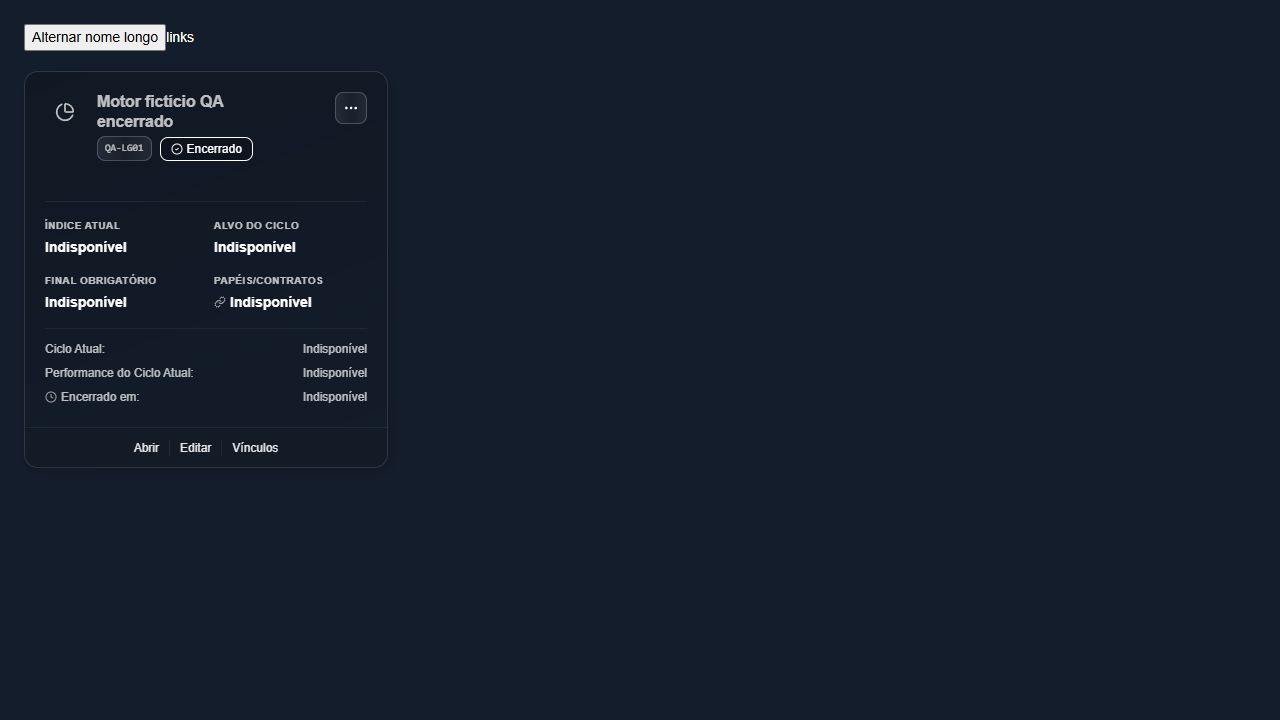 Alternar nome longo links
Motor fictício QA
encerrado
QA-LG01 Encerrado
ÍNDICE ATUAL ALVO DO CICLO
Indisponível Indisponível
FINAL OBRIGATÓRIO PAPÉIS/CONTRATOS
Indisponível Indisponível
Ciclo Atual: Indisponível
Performance do Ciclo Atual: Indisponível
Encerrado em: Indisponível
Abrir Editar Vínculos